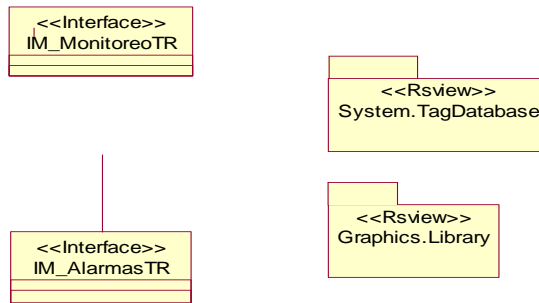 <<Interface>>
IM_MonitoreoTR
<<Rsview>>
System.TagDatabase
<<Rsview>>
Graphics.Library
<<Interface>>
IM_AlarmasTR